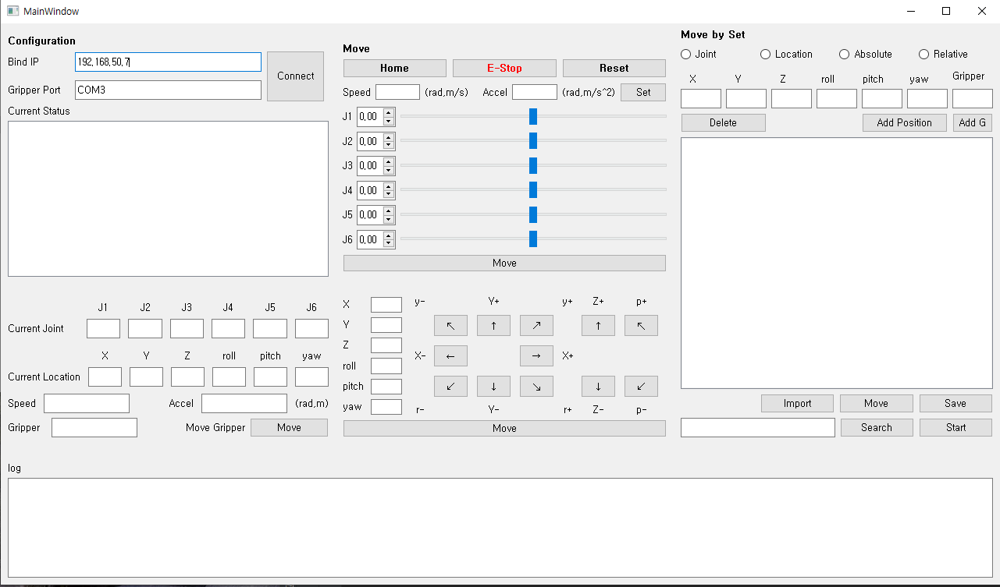 MainWindow
Configuration
Bind IP 192,168,50,7
Connect
Gripper Port COM3
Current Status
J1 J2 J3 J4 J5 J6
Current Joint
X Y Z roll pitch yaw
Current Location
Speed Accel (rad,m)
Gripper Move Gripper Move
Move
Home E-Stop Reset
Speed (rad,m/s) Accel (rad,m/s^2) Set
J1 0,00
J2 0,00
J3 0,00
J4 0,00
J5 0,00
J6 0,00
Move
X y- Y+ y+ Z+ p+
↖ ↑ ↗ ↑ ↖
Y
Z
X- ← → X+
roll
pitch ↙ ↓ ↘ ↓ ↙
yaw r- Y- r+ Z- p-
Move
Move by Set
Joint Location Absolute Relative
X Y Z roll pitch yaw Gripper
Delete Add Position Add G
Import Move Save
Search Start
log